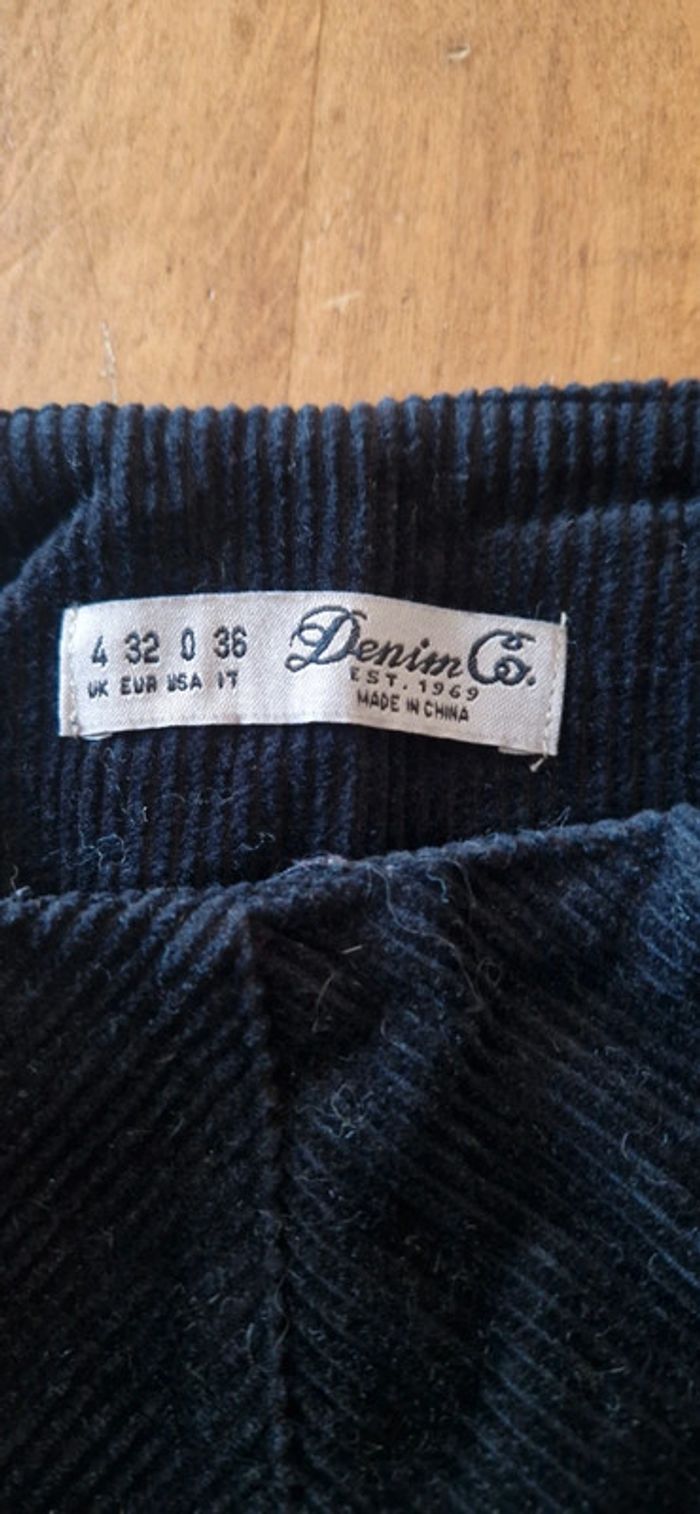 4 32 0 36
UK EUR USA IT
Denim Co.
EST. 1969
MADE IN CHINA